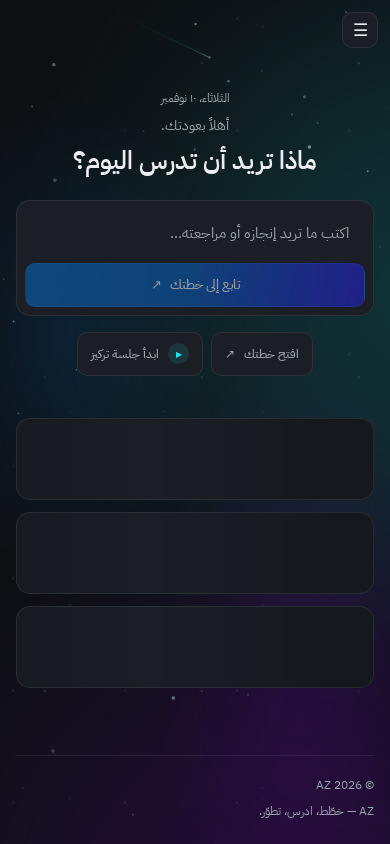 الثلاثاء، ١٠ نوفمبر
أهلاً بعودتك.
ماذا تريد أن تدرس اليوم؟
اكتب ما تريد إنجازه أو مراجعته...
تابع إلى خطتك ↗
افتح خطتك ↗
ابدأ جلسة تركيز
© 2026 AZ
AZ — خطّط، ادرس، تطوّر.